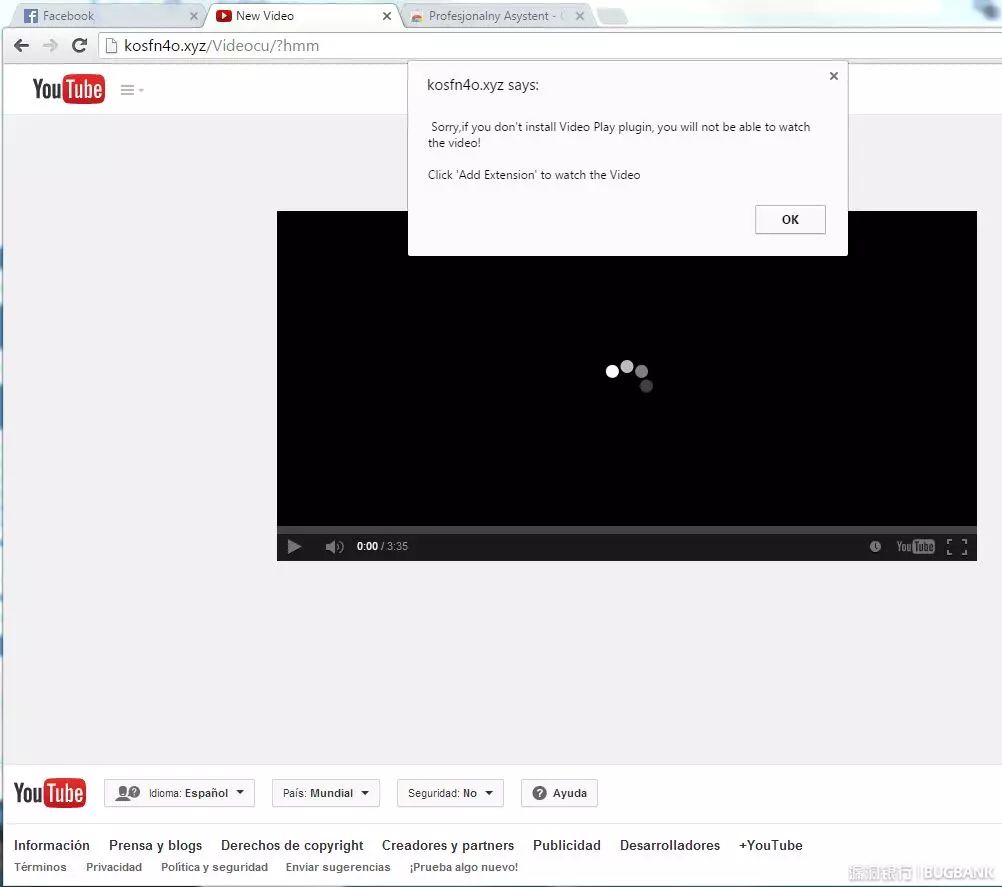 Facebook
New Video
Profesjonalny Asystent -
kosfn4o.xyz/Videocu/?hmm
YouTube
kosfn4o.xyz says:
Sorry,if you don't install Video Play plugin, you will not be able to watch
the video!
Click 'Add Extension' to watch the Video
OK
0:00 / 3:35
YouTube
YouTube
Idioma: Español
País: Mundial
Seguridad: No
Ayuda
Información Prensa y blogs Derechos de copyright Creadores y partners Publicidad Desarrolladores +YouTube
Términos Privacidad Política y seguridad Enviar sugerencias ¡Prueba algo nuevo!
漏洞银行 | BUGBANK